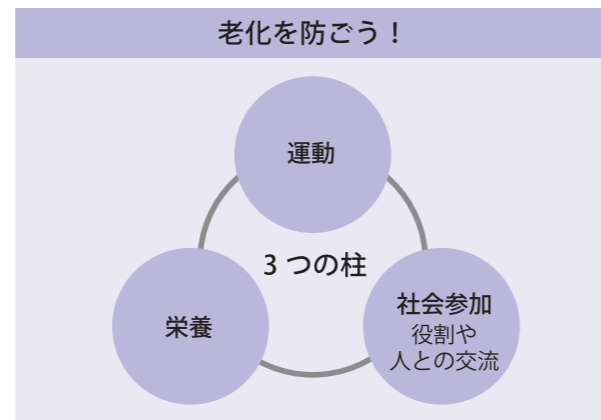 老化を防ごう！
運動
3 つの柱
栄養
社会参加
役割や
人との交流